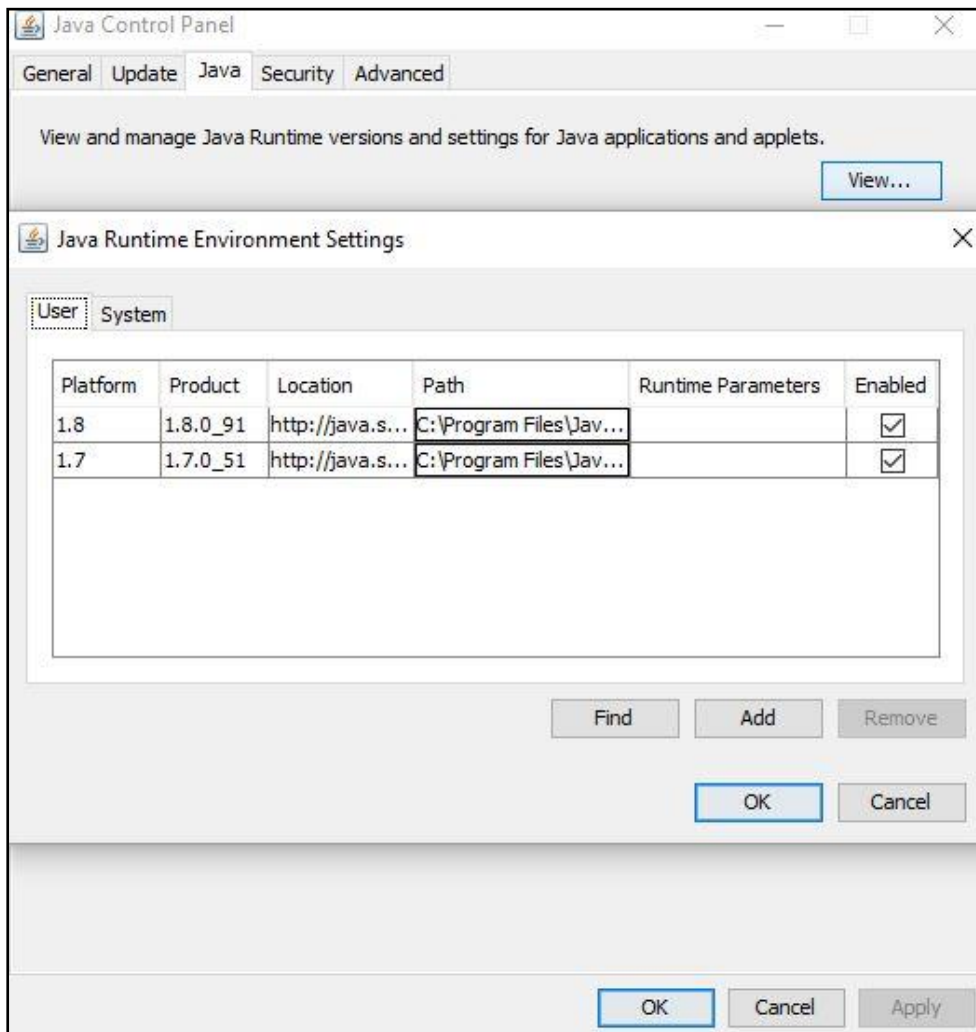 Java Control Panel
General Update Java Security Advanced
View and manage Java Runtime versions and settings for Java applications and applets.
View...
Java Runtime Environment Settings
User System
Platform Product Location Path Runtime Parameters Enabled
1.8 1.8.0_91 http://java.s... C:\Program Files\Jav...
1.7 1.7.0_51 http://java.s... C:\Program Files\Jav...
Find Add Remove
OK Cancel
OK Cancel Apply